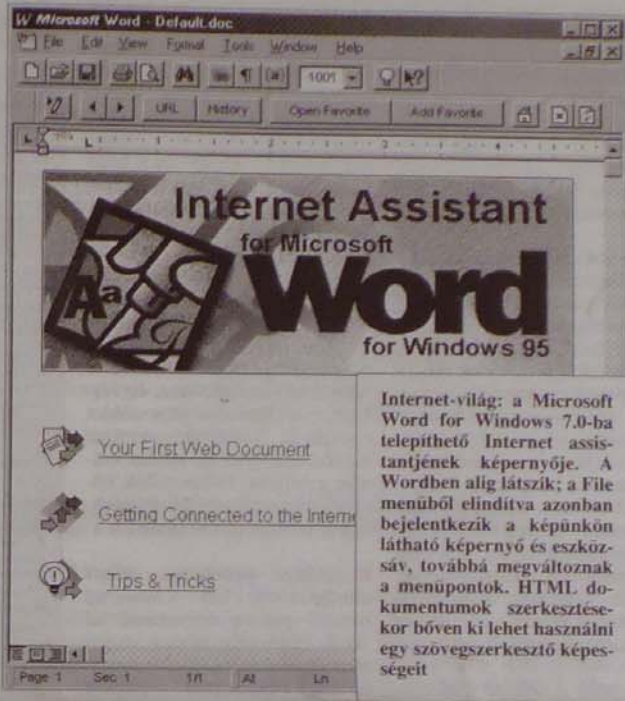 Microsoft Word - Default.doc
File Edit View Format Tools Window Help
100%
URL History Open Favorite Add Favorite
Internet Assistant
for Microsoft
Word
for Windows 95
Your First Web Document
Getting Connected to the Interne
Tips & Tricks
Page 1 Sec 1 1/1 At Ln
Internet-világ: a Microsoft
Word for Windows 7.0-ba
telepíthető Internet assis-
tantjének képernyője. A
Wordben alig látszik; a File
menüből elindítva azonban
bejelentkezik a képünkön
látható képernyő és eszköz-
sáv, továbbá megváltoznak
a menüpontok. HTML do-
kumentumok szerkesztése-
kor bőven ki lehet használni
egy szövegszerkesztő képes-
ségeit